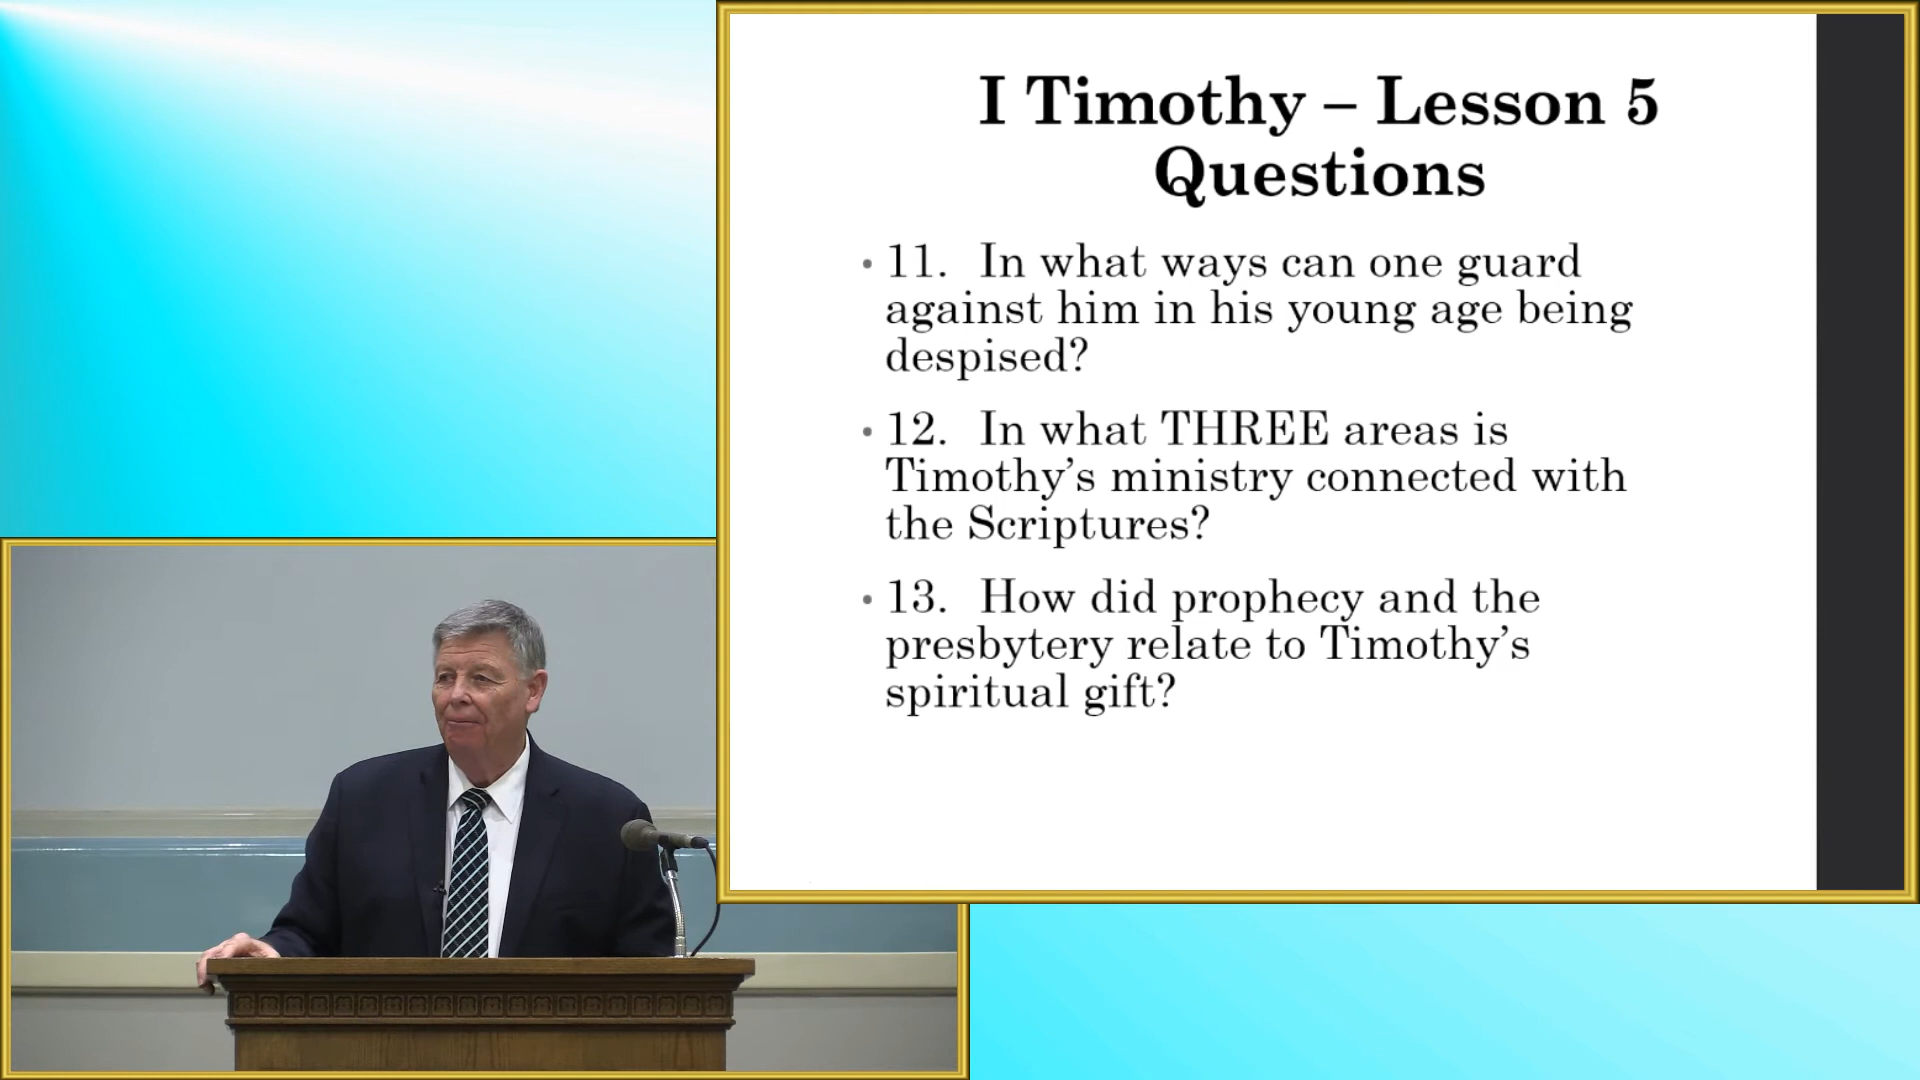 I Timothy – Lesson 5
Questions
• 11. In what ways can one guard
against him in his young age being
despised?
• 12. In what THREE areas is
Timothy’s ministry connected with
the Scriptures?
• 13. How did prophecy and the
presbytery relate to Timothy’s
spiritual gift?